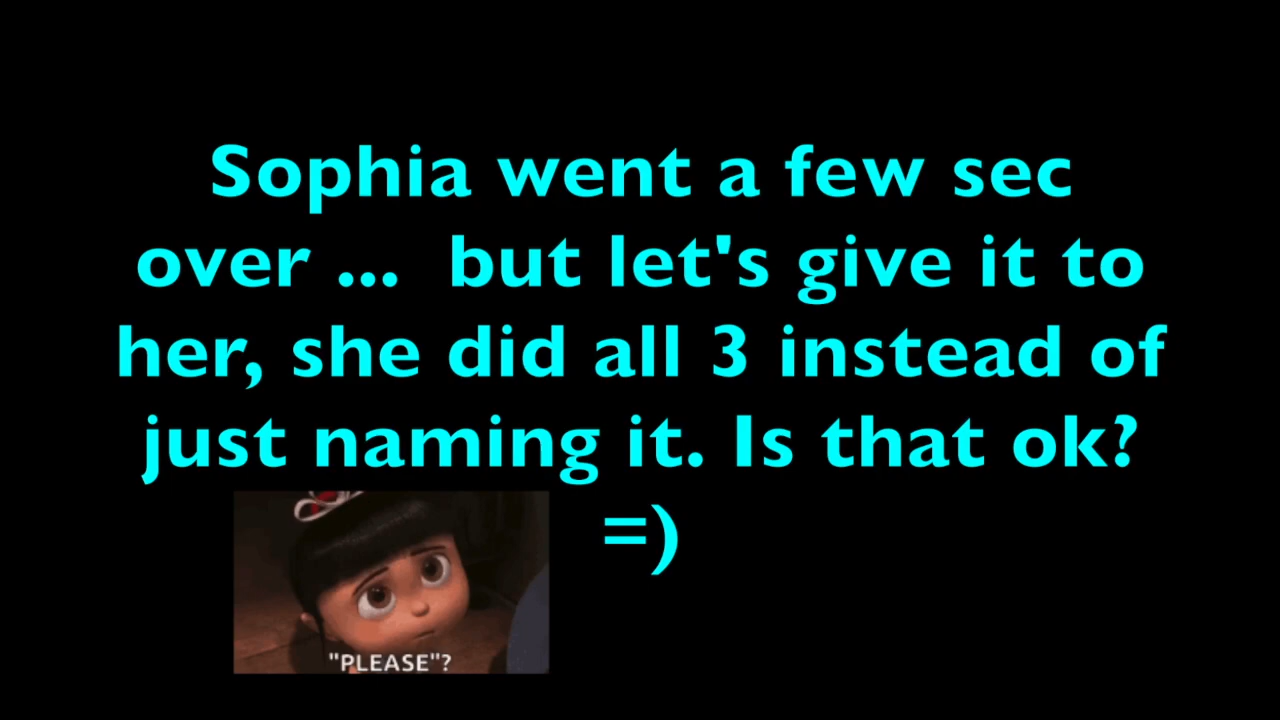 Sophia went a few sec
over ...  but let's give it to
her, she did all 3 instead of
just naming it. Is that ok?
=)
"PLEASE"?